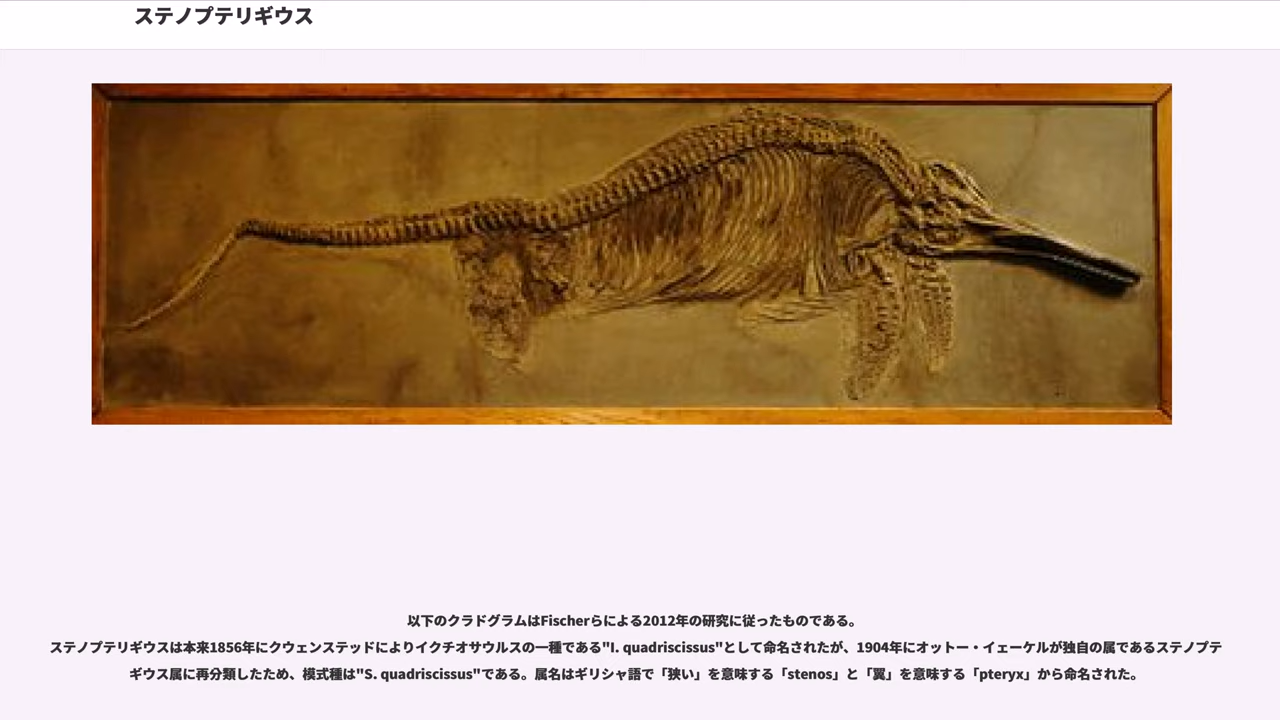 ステノプテリギウス
以下のクラドグラムはFischerらによる2012年の研究に従ったものである。
ステノプテリギウスは本来1856年にクウェンステッドによりイクチオサウルスの一種である"I. quadriscissus"として命名されたが、1904年にオットー・イェーケルが独自の属であるステノプテ
ギウス属に再分類したため、模式種は"S. quadriscissus"である。属名はギリシャ語で「狭い」を意味する「stenos」と「翼」を意味する「pteryx」から命名された。